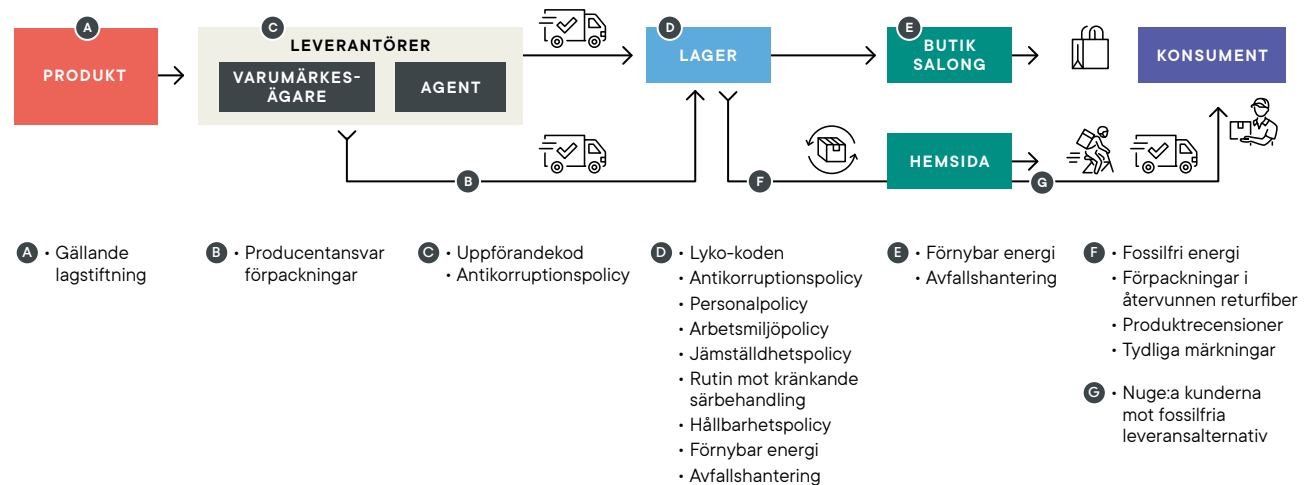 A
C
D
E
PRODUKT
LEVERANTÖRER
VARUMÄRKES-
ÄGARE
AGENT
LAGER
BUTIK
SALONG
KONSUMENT
HEMSIDA
B
F
G
A • Gällande
lagstiftning
B • Producentansvar
förpackningar
C • Uppförandekod
• Antikorruptionspolicy
D • Lyko-koden
• Antikorruptionspolicy
• Personalpolicy
• Arbetsmiljöpolicy
• Jämställdhetspolicy
• Rutin mot kränkande
särbehandling
• Hållbarhetspolicy
• Förnybar energi
• Avfallshantering
E • Förnybar energi
• Avfallshantering
F • Fossilfri energi
• Förpackningar i
återvunnen returfiber
• Produktrecensioner
• Tydliga märkningar
G • Nuge:a kunderna
mot fossilfria
leveransalternativ